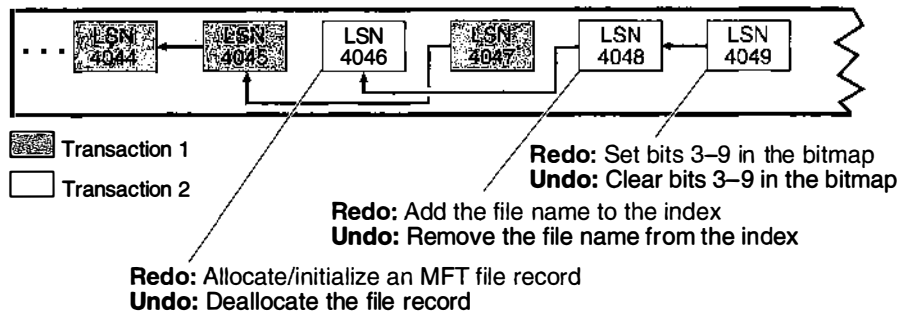 . . .
LSN 4044
LSN 4045
LSN 4046
LSN 4047
LSN 4048
LSN 4049
Transaction 1
Transaction 2
Redo: Set bits 3–9 in the bitmap
Undo: Clear bits 3–9 in the bitmap
Redo: Add the file name to the index
Undo: Remove the file name from the index
Redo: Allocate/initialize an MFT file record
Undo: Deallocate the file record